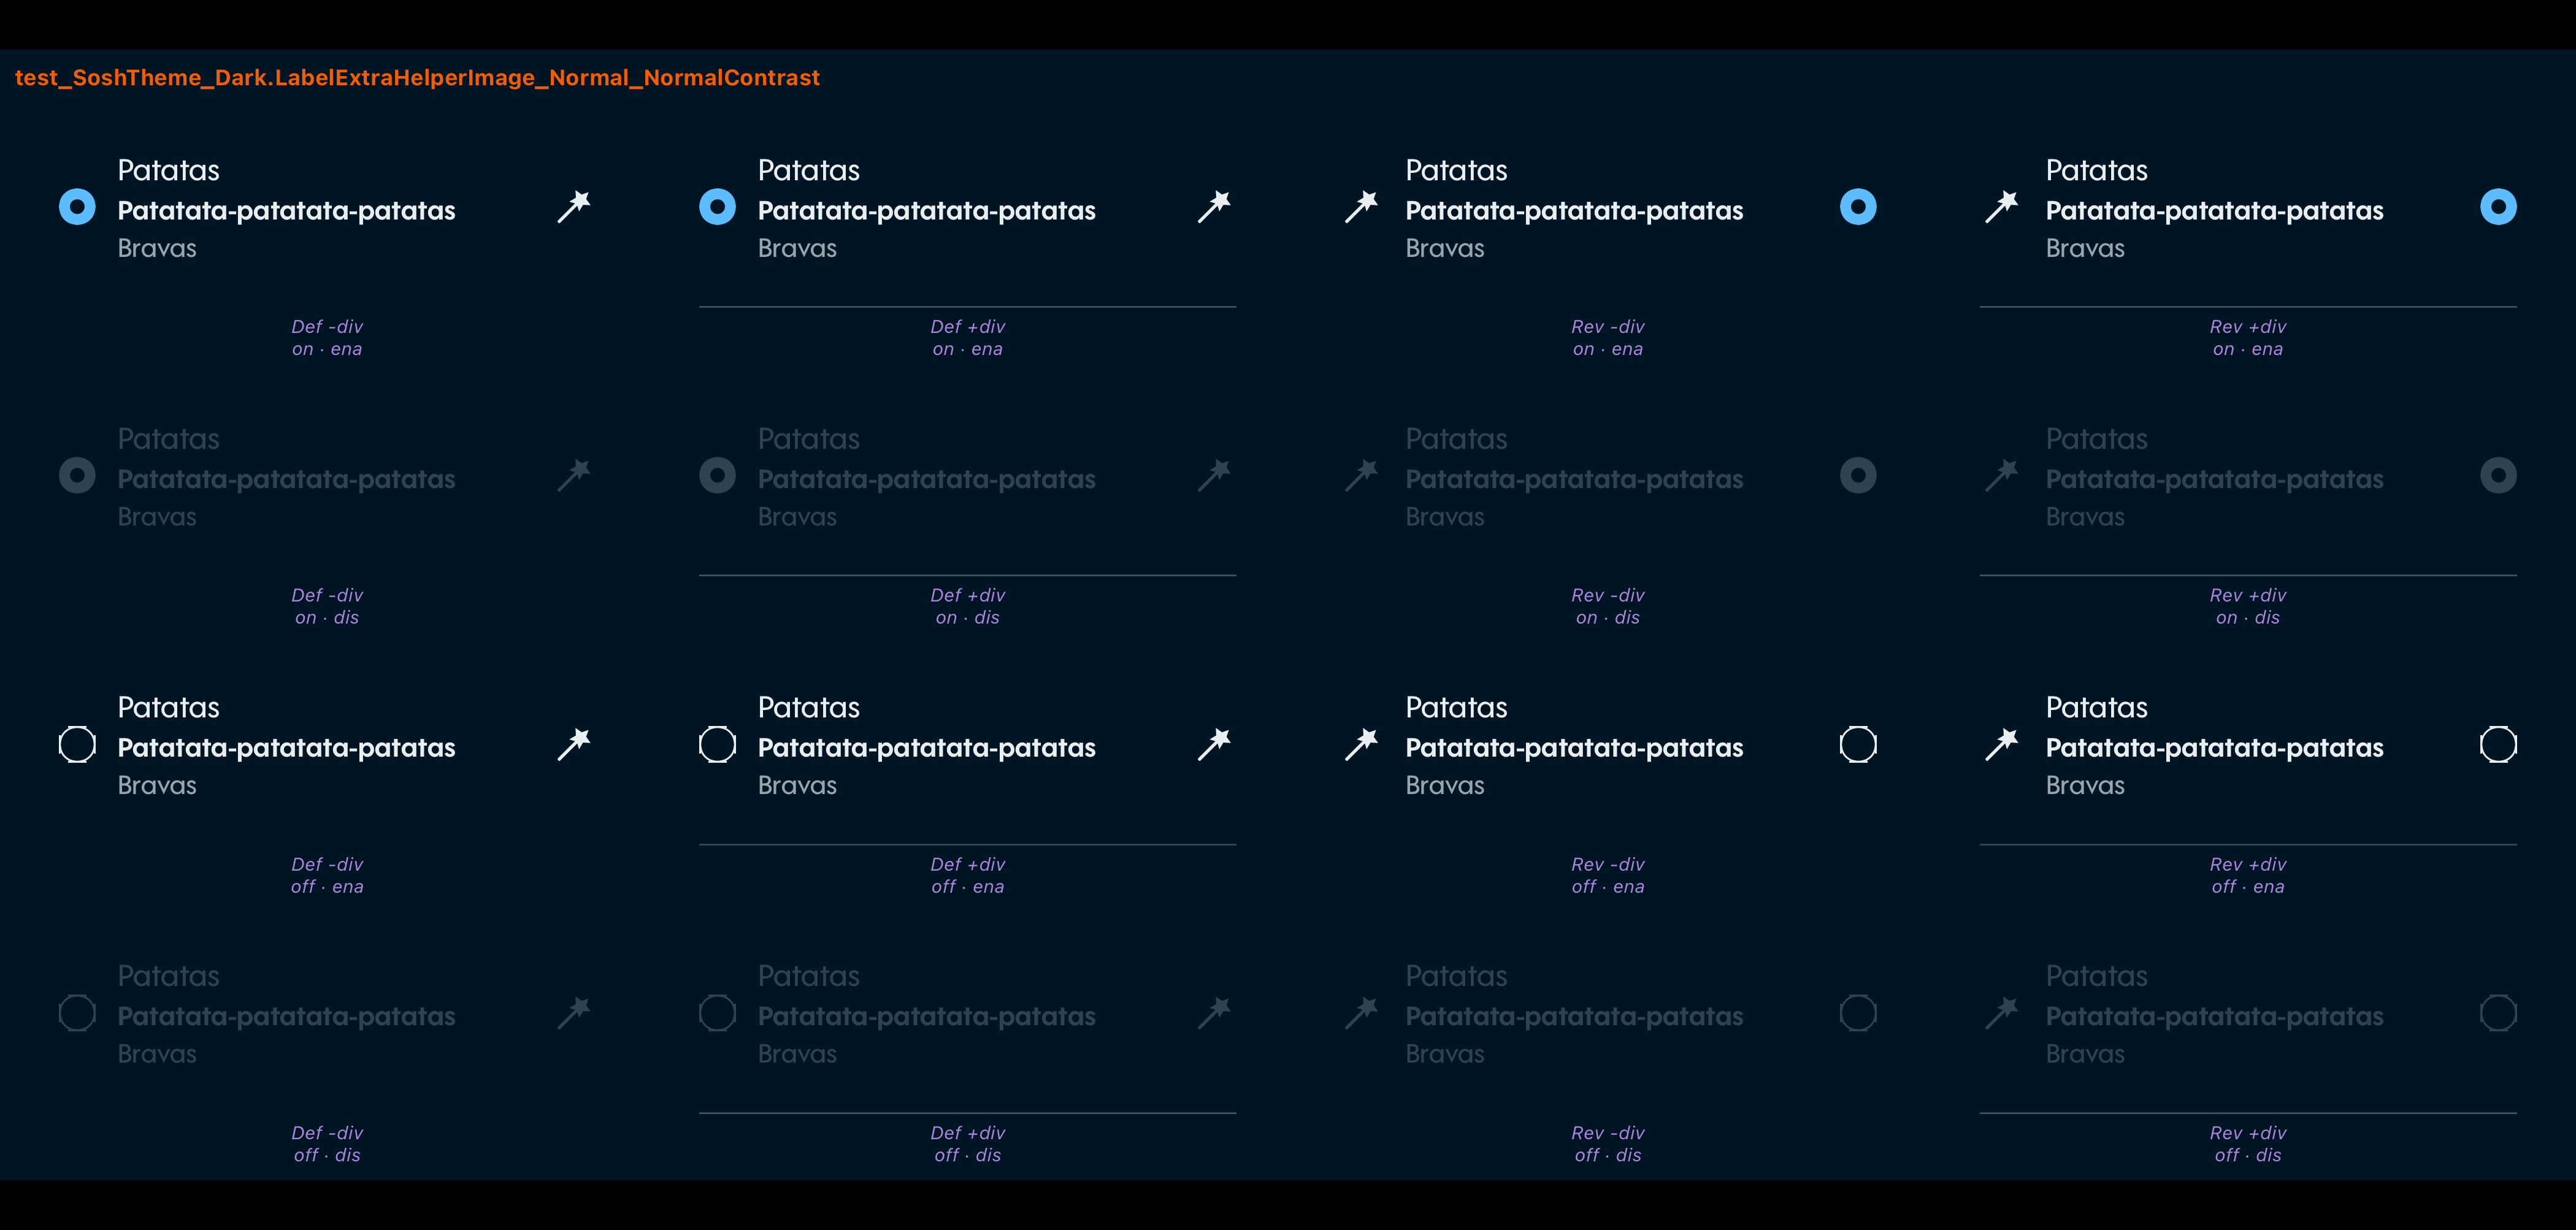 test_SoshTheme_Dark.LabelExtraHelperImage_Normal_NormalContrast
Patatas
Patatata-patatata-patatas
Bravas
Def -div
on · ena
Patatas
Patatata-patatata-patatas
Bravas
Def +div
on · ena
Patatas
Patatata-patatata-patatas
Bravas
Rev -div
on · ena
Patatas
Patatata-patatata-patatas
Bravas
Rev +div
on · ena
Patatas
Patatata-patatata-patatas
Bravas
Def -div
on · dis
Patatas
Patatata-patatata-patatas
Bravas
Def +div
on · dis
Patatas
Patatata-patatata-patatas
Bravas
Rev -div
on · dis
Patatas
Patatata-patatata-patatas
Bravas
Rev +div
on · dis
Patatas
Patatata-patatata-patatas
Bravas
Def -div
off · ena
Patatas
Patatata-patatata-patatas
Bravas
Def +div
off · ena
Patatas
Patatata-patatata-patatas
Bravas
Rev -div
off · ena
Patatas
Patatata-patatata-patatas
Bravas
Rev +div
off · ena
Patatas
Patatata-patatata-patatas
Bravas
Def -div
off · dis
Patatas
Patatata-patatata-patatas
Bravas
Def +div
off · dis
Patatas
Patatata-patatata-patatas
Bravas
Rev -div
off · dis
Patatas
Patatata-patatata-patatas
Bravas
Rev +div
off · dis